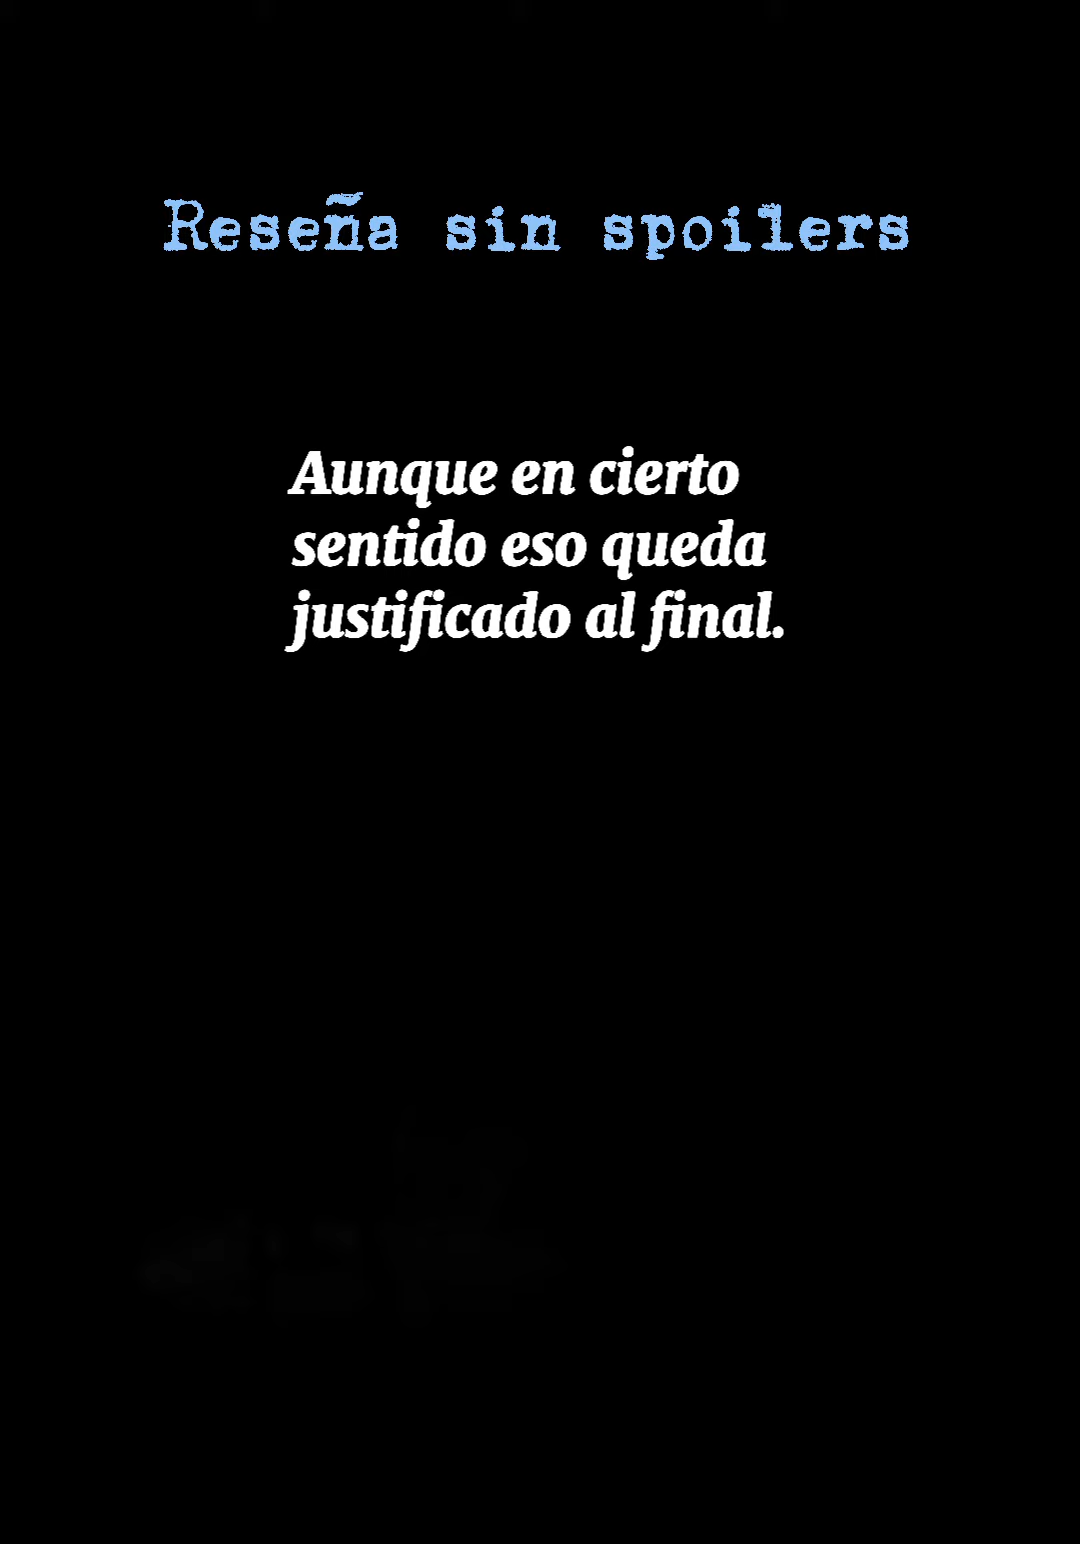 Reseña sin spoilers
Aunque en cierto
sentido eso queda
justificado al final.